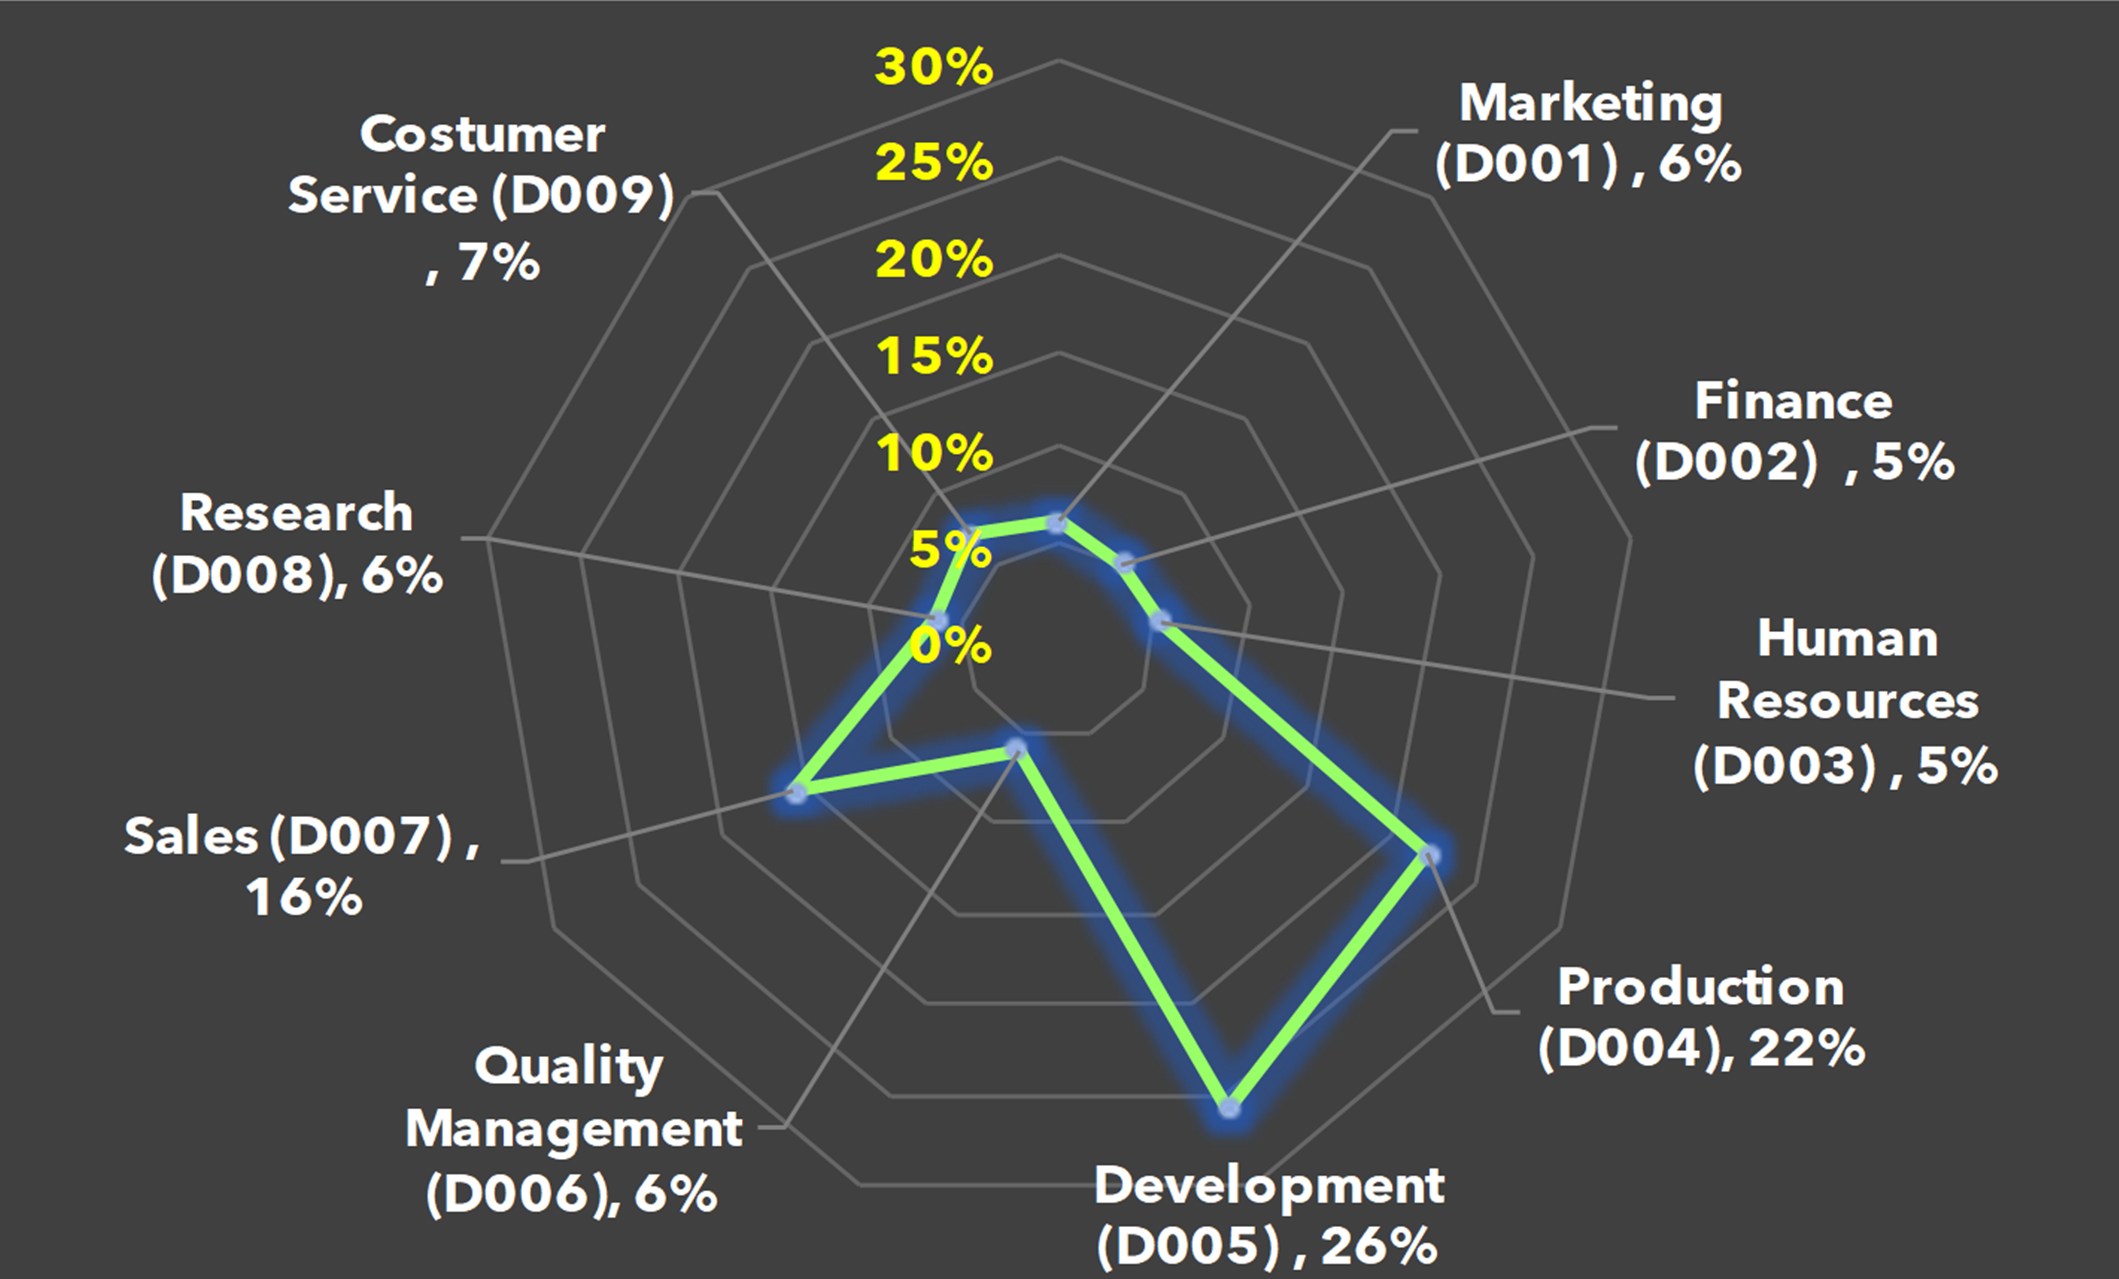 30%
25%
20%
15%
10%
5%
0%
Marketing
(D001) , 6%
Finance
(D002) , 5%
Human
Resources
(D003) , 5%
Production
(D004), 22%
Development
(D005) , 26%
Quality
Management
(D006), 6%
Sales (D007) ,
16%
Research
(D008), 6%
Costumer
Service (D009)
, 7%